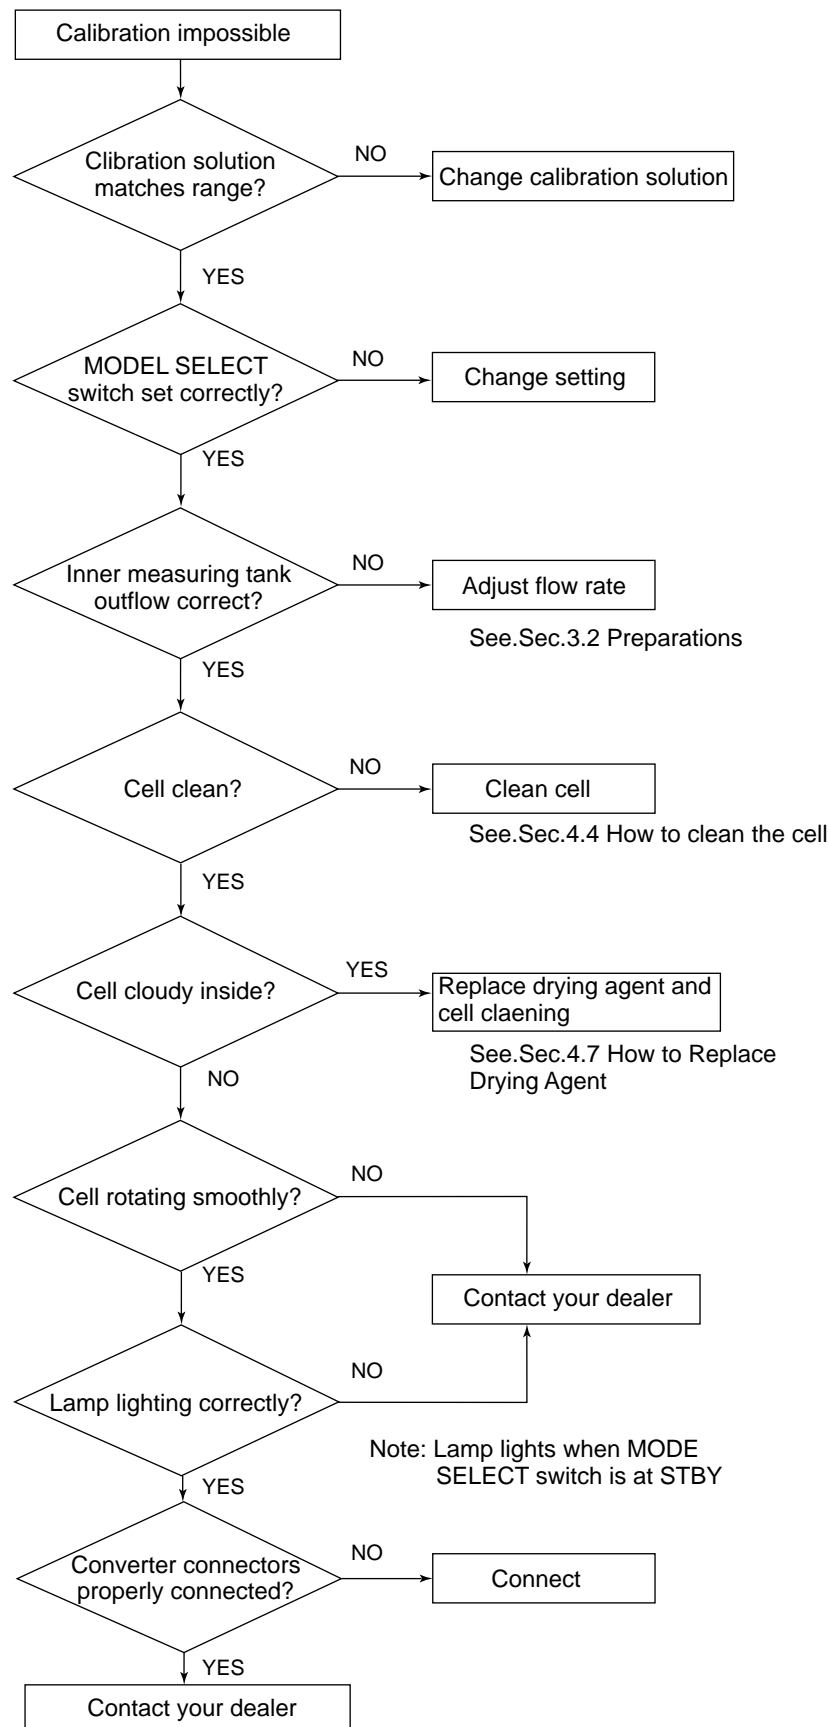 Calibration impossible
Clibration solution
matches range?
NO
Change calibration solution
YES
MODEL SELECT
switch set correctly?
NO
Change setting
YES
Inner measuring tank
outflow correct?
NO
Adjust flow rate
See.Sec.3.2 Preparations
YES
Cell clean?
NO
Clean cell
See.Sec.4.4 How to clean the cell
YES
Cell cloudy inside?
YES
Replace drying agent and
cell claening
See.Sec.4.7 How to Replace
Drying Agent
NO
Cell rotating smoothly?
NO
YES
Contact your dealer
Lamp lighting correctly?
NO
Note: Lamp lights when MODE
SELECT switch is at STBY
YES
Converter connectors
properly connected?
NO
Connect
YES
Contact your dealer